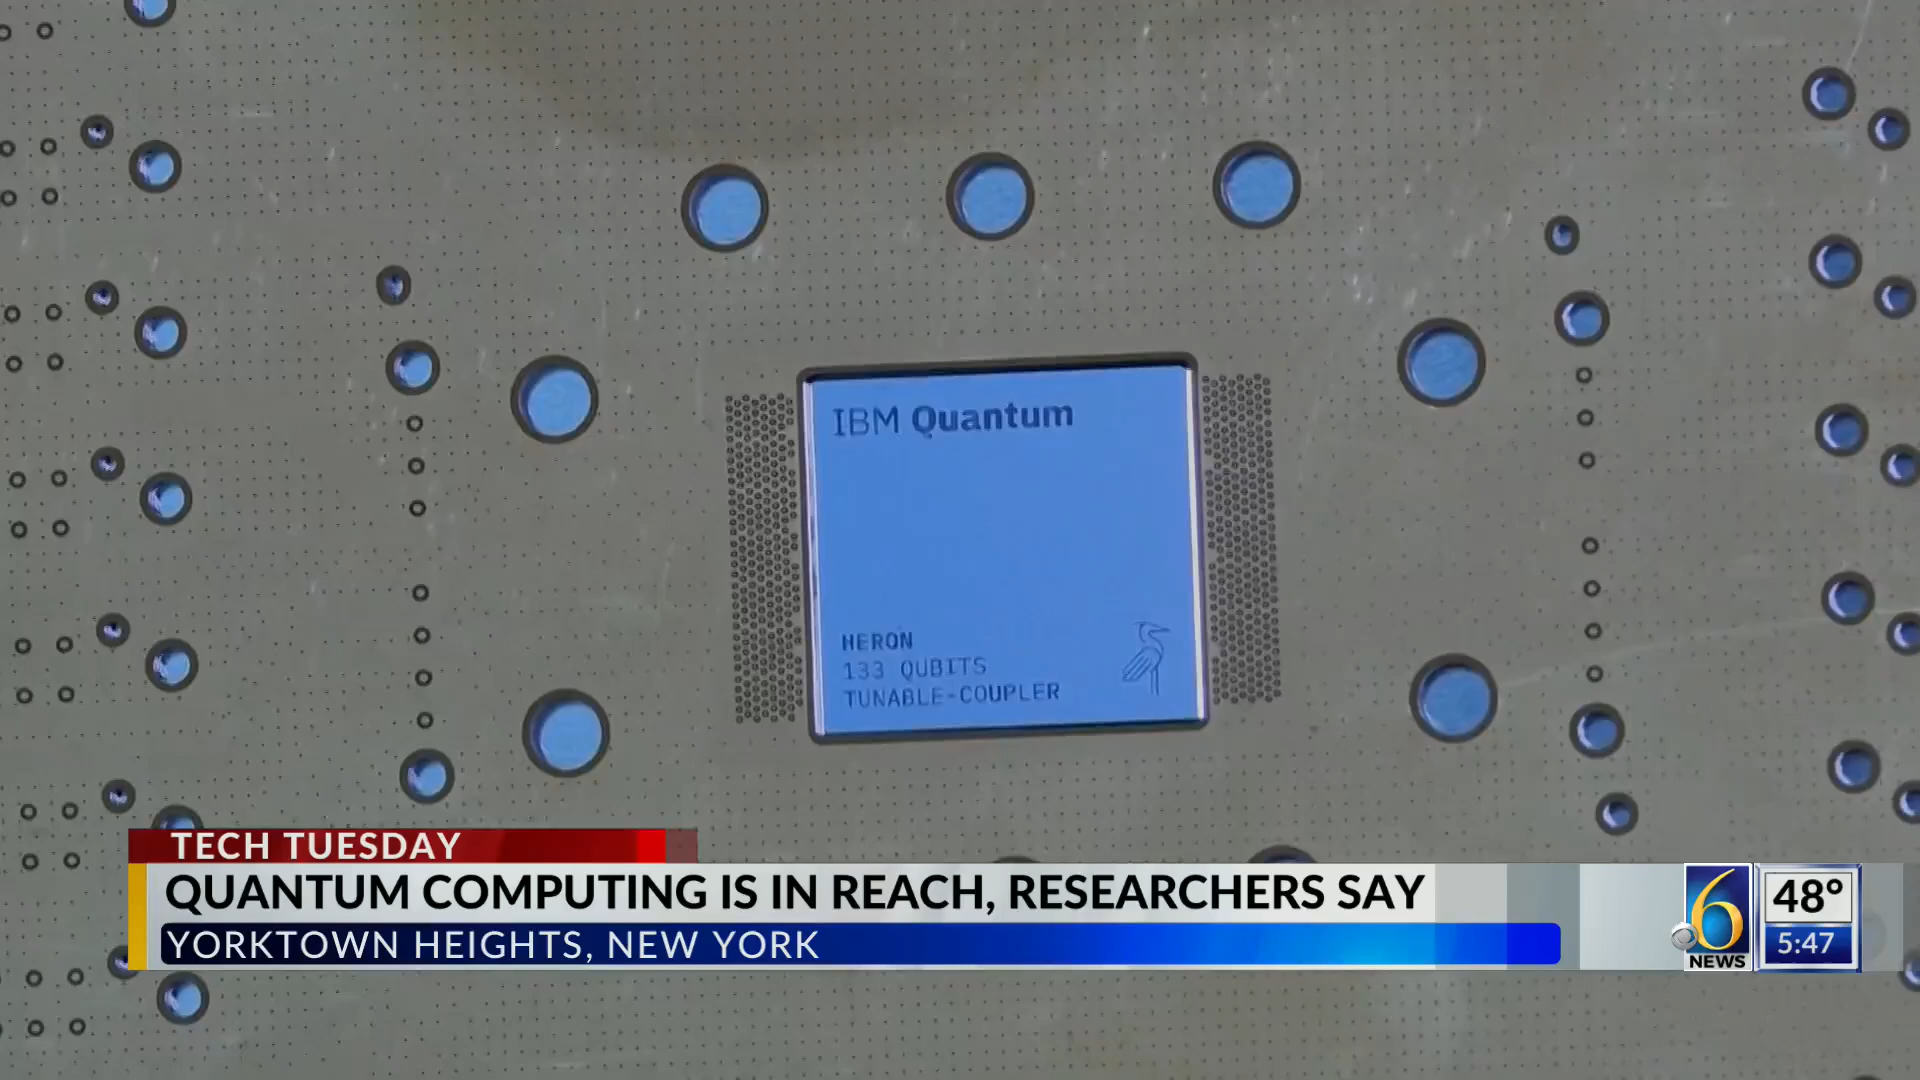 IBM Quantum
HERON
133 QUBITS
TUNABLE-COUPLER
TECH TUESDAY
QUANTUM COMPUTING IS IN REACH, RESEARCHERS SAY
YORKTOWN HEIGHTS, NEW YORK
6
NEWS
48°
5:47